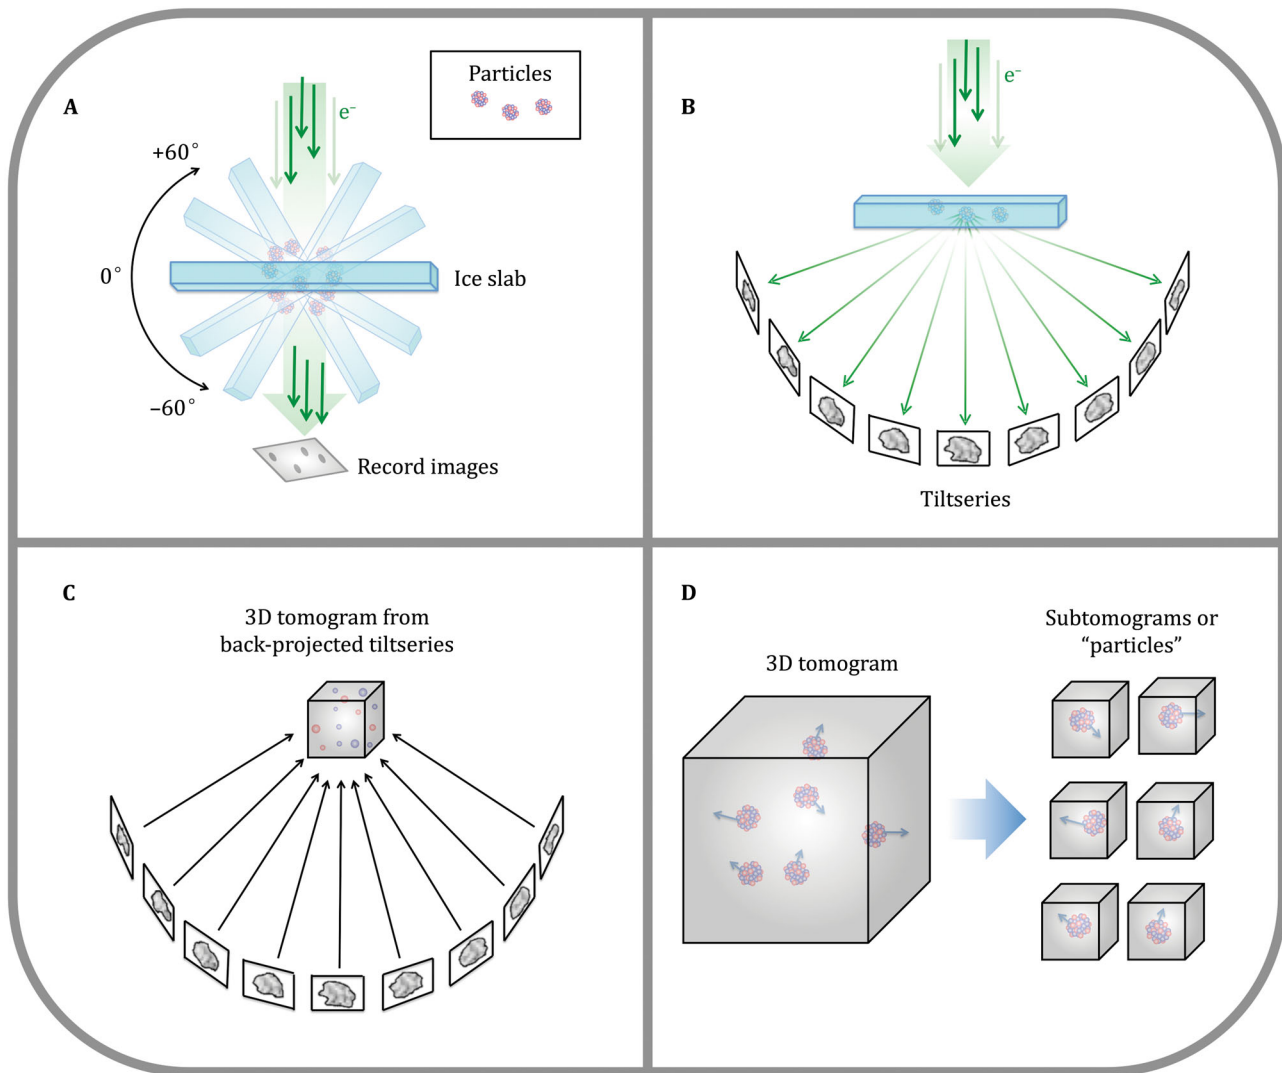 A
Particles
e⁻
+60°
0°
Ice slab
−60°
Record images
B
e⁻
Tiltseries
C
3D tomogram from
back-projected tiltseries
D
3D tomogram
Subtomograms or
“particles”